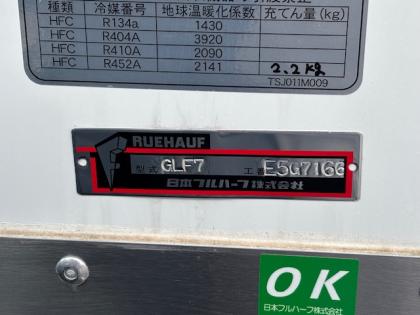 種類 冷媒番号 地球温暖化係数 充てん量(kg)
HFC R134a 1430
HFC R404A 3920
HFC R410A 2090
HFC R452A 2141 2.2kg
TSJ011M009
RUEHAUF
型式 GLF7 工番 E5G7166
日本フルハーフ株式会社
OK
日本フルハーフ株式会社